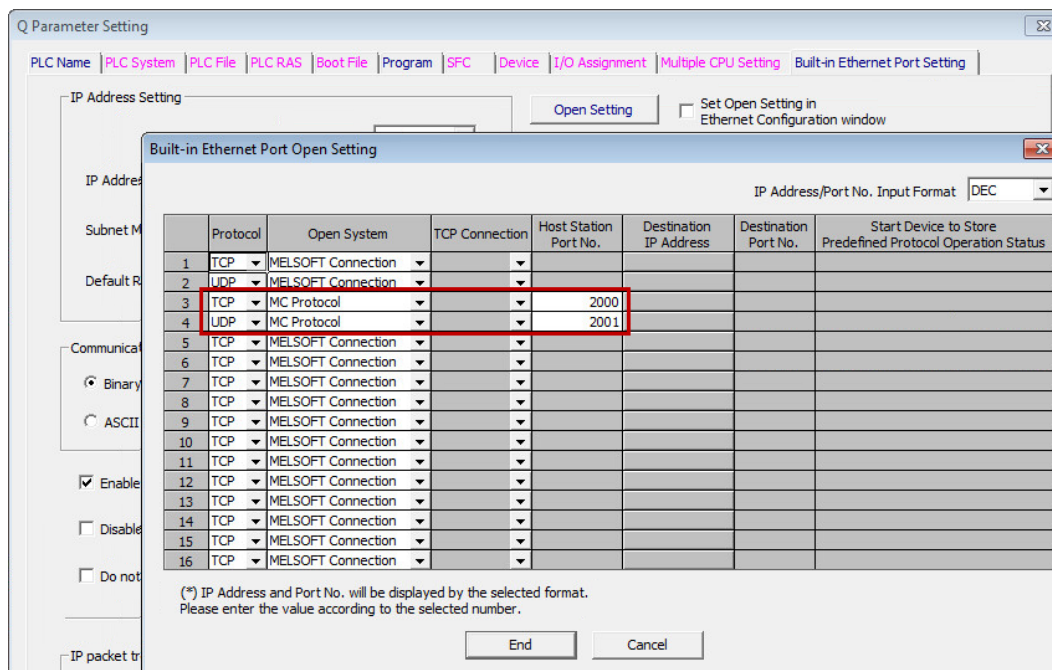 Q Parameter Setting
PLC Name PLC System PLC File PLC RAS Boot File Program SFC Device I/O Assignment Multiple CPU Setting Built-in Ethernet Port Setting
IP Address Setting
Open Setting
Set Open Setting in
Ethernet Configuration window
Built-in Ethernet Port Open Setting
IP Addre
Subnet M
Default R
Communicat
Binary
ASCII
Enable
Disable
Do not
IP packet tr
IP Address/Port No. Input Format DEC
Protocol Open System TCP Connection Host Station Port No. Destination IP Address Destination Port No. Start Device to Store Predefined Protocol Operation Status
1 TCP MELSOFT Connection
2 UDP MELSOFT Connection
3 TCP MC Protocol 2000
4 UDP MC Protocol 2001
5 TCP MELSOFT Connection
6 TCP MELSOFT Connection
7 TCP MELSOFT Connection
8 TCP MELSOFT Connection
9 TCP MELSOFT Connection
10 TCP MELSOFT Connection
11 TCP MELSOFT Connection
12 TCP MELSOFT Connection
13 TCP MELSOFT Connection
14 TCP MELSOFT Connection
15 TCP MELSOFT Connection
16 TCP MELSOFT Connection
(*) IP Address and Port No. will be displayed by the selected format.
Please enter the value according to the selected number.
End Cancel